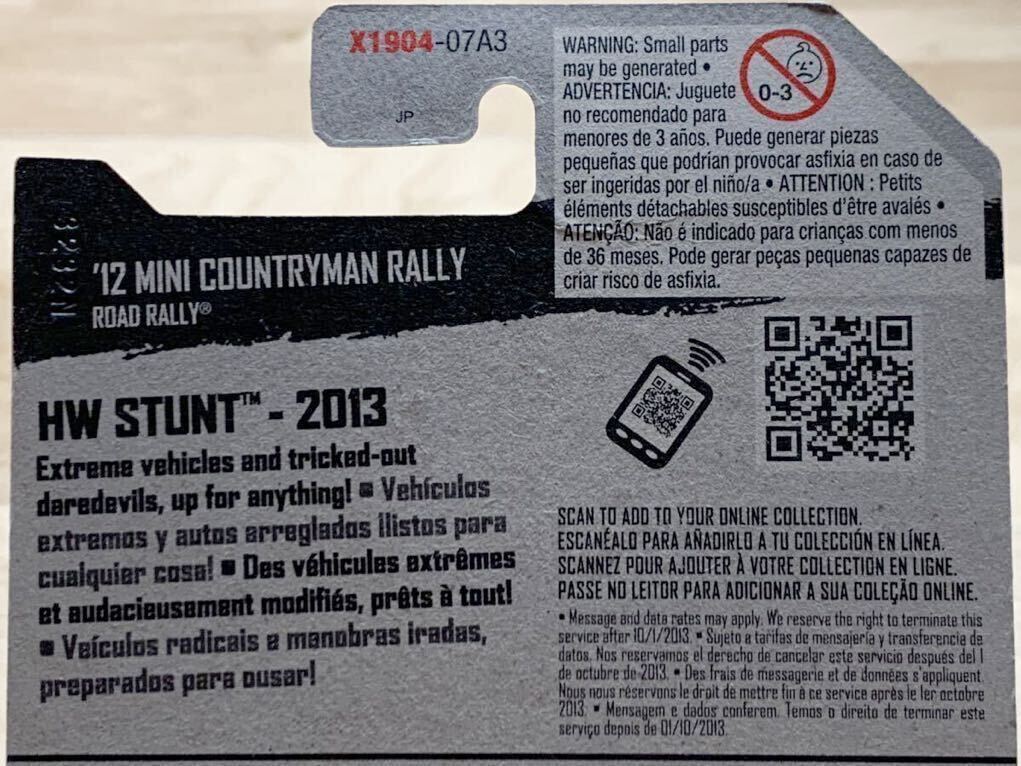 X1904-07A3
JP
WARNING: Small parts
may be generated •
ADVERTENCIA: Juguete
no recomendado para
menores de 3 años. Puede generar piezas
pequeñas que podrían provocar asfixia en caso de
ser ingeridas por el niño/a • ATTENTION : Petits
éléments détachables susceptibles d'être avalés •
ATENÇÃO: Não é indicado para crianças com menos
de 36 meses. Pode gerar peças pequenas capazes de
criar risco de asfixia.
0-3
'12 MINI COUNTRYMAN RALLY
ROAD RALLY®
HW STUNT™ - 2013
Extreme vehicles and tricked-out
daredevils, up for anything! ■ Vehículos
extremos y autos arreglados ilistos para
cualquier cosa! ■ Des véhicules extrêmes
et audacieusement modifiés, prêts à tout!
■ Veículos radicais e manobras iradas,
preparados para ousar!
SCAN TO ADD TO YOUR ONLINE COLLECTION.
ESCANÉALO PARA AÑADIRLO A TU COLECCIÓN EN LÍNEA.
SCANNEZ POUR AJOUTER À VOTRE COLLECTION EN LIGNE.
PASSE NO LEITOR PARA ADICIONAR A SUA COLEÇÃO ONLINE.
• Message and data rates may apply. We reserve the right to terminate this
service after 10/1/2013. • Sujeto a tarifas de mensajería y transferencia de
datos. Nos reservamos el derecho de cancelar este servicio después del 1
de octubre de 2013. • Des frais de messagerie et de données s'appliquent.
Nous nous réservons le droit de mettre fin à ce service après le 1er octobre
2013. • Mensagem e dados conferem. Temos o direito de terminar este
serviço depois de 01/10/2013.